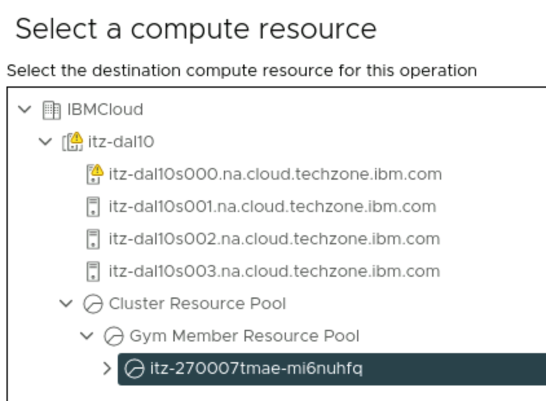 Select a compute resource
Select the destination compute resource for this operation
IBMCloud
itz-dal10
itz-dal10s000.na.cloud.techzone.ibm.com
itz-dal10s001.na.cloud.techzone.ibm.com
itz-dal10s002.na.cloud.techzone.ibm.com
itz-dal10s003.na.cloud.techzone.ibm.com
Cluster Resource Pool
Gym Member Resource Pool
itz-270007tmae-mi6nuhfq